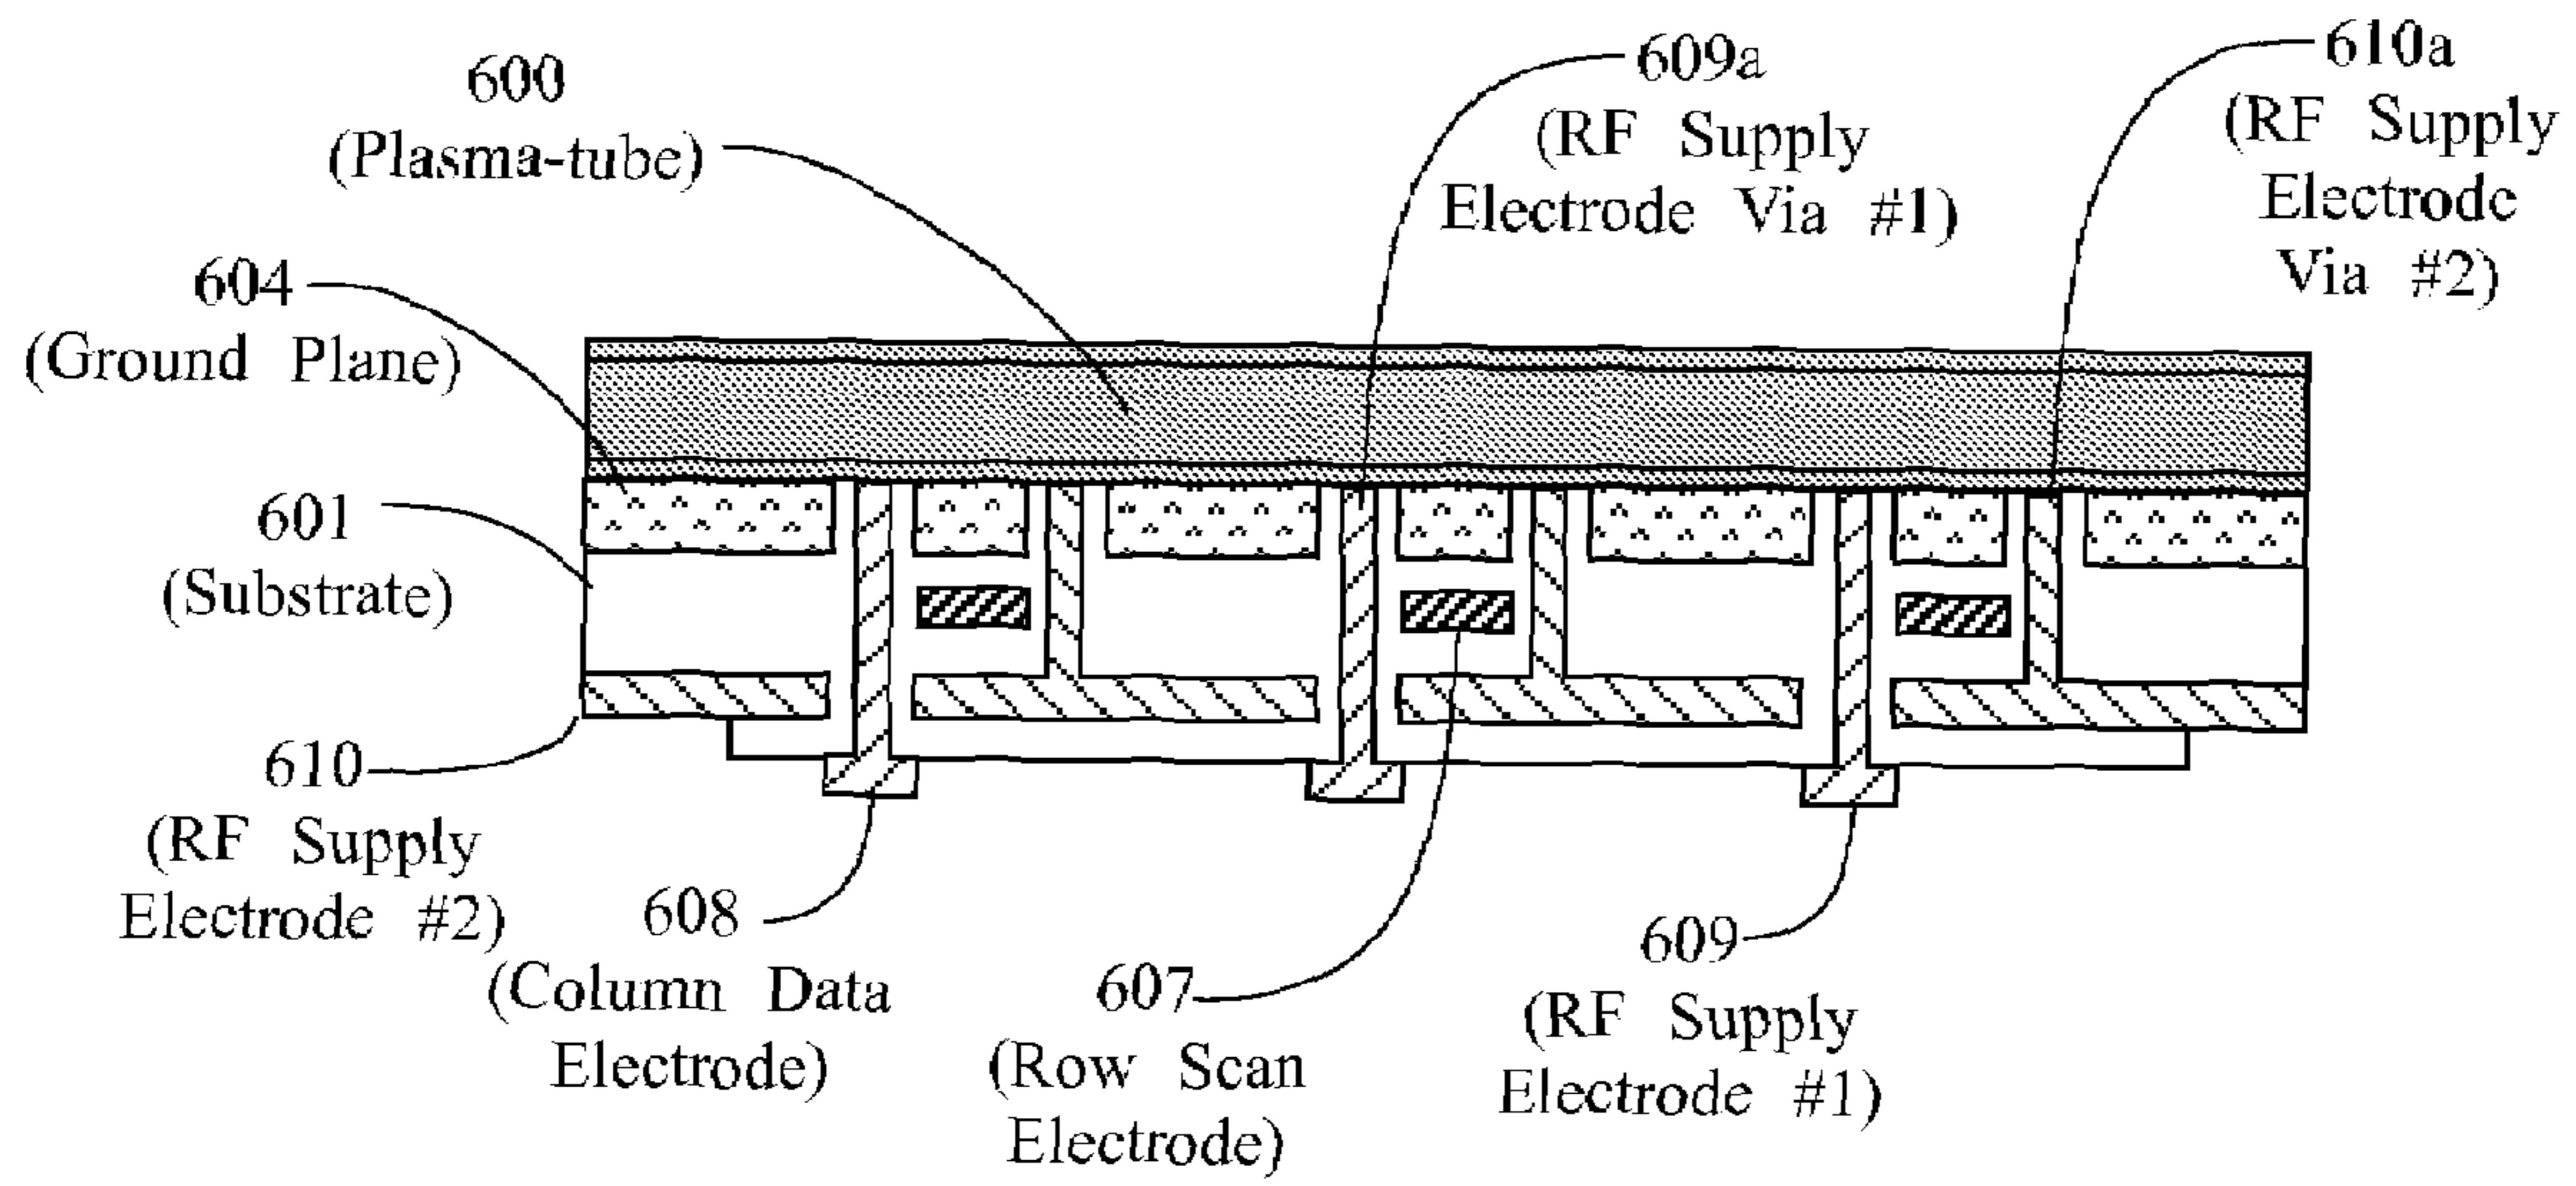 600
(Plasma-tube)
609a
(RF Supply
Electrode Via #1)
610a
(RF Supply
Electrode
Via #2)
604
(Ground Plane)
601
(Substrate)
610
(RF Supply
Electrode #2)
608
(Column Data
Electrode)
607
(Row Scan
Electrode)
609
(RF Supply
Electrode #1)